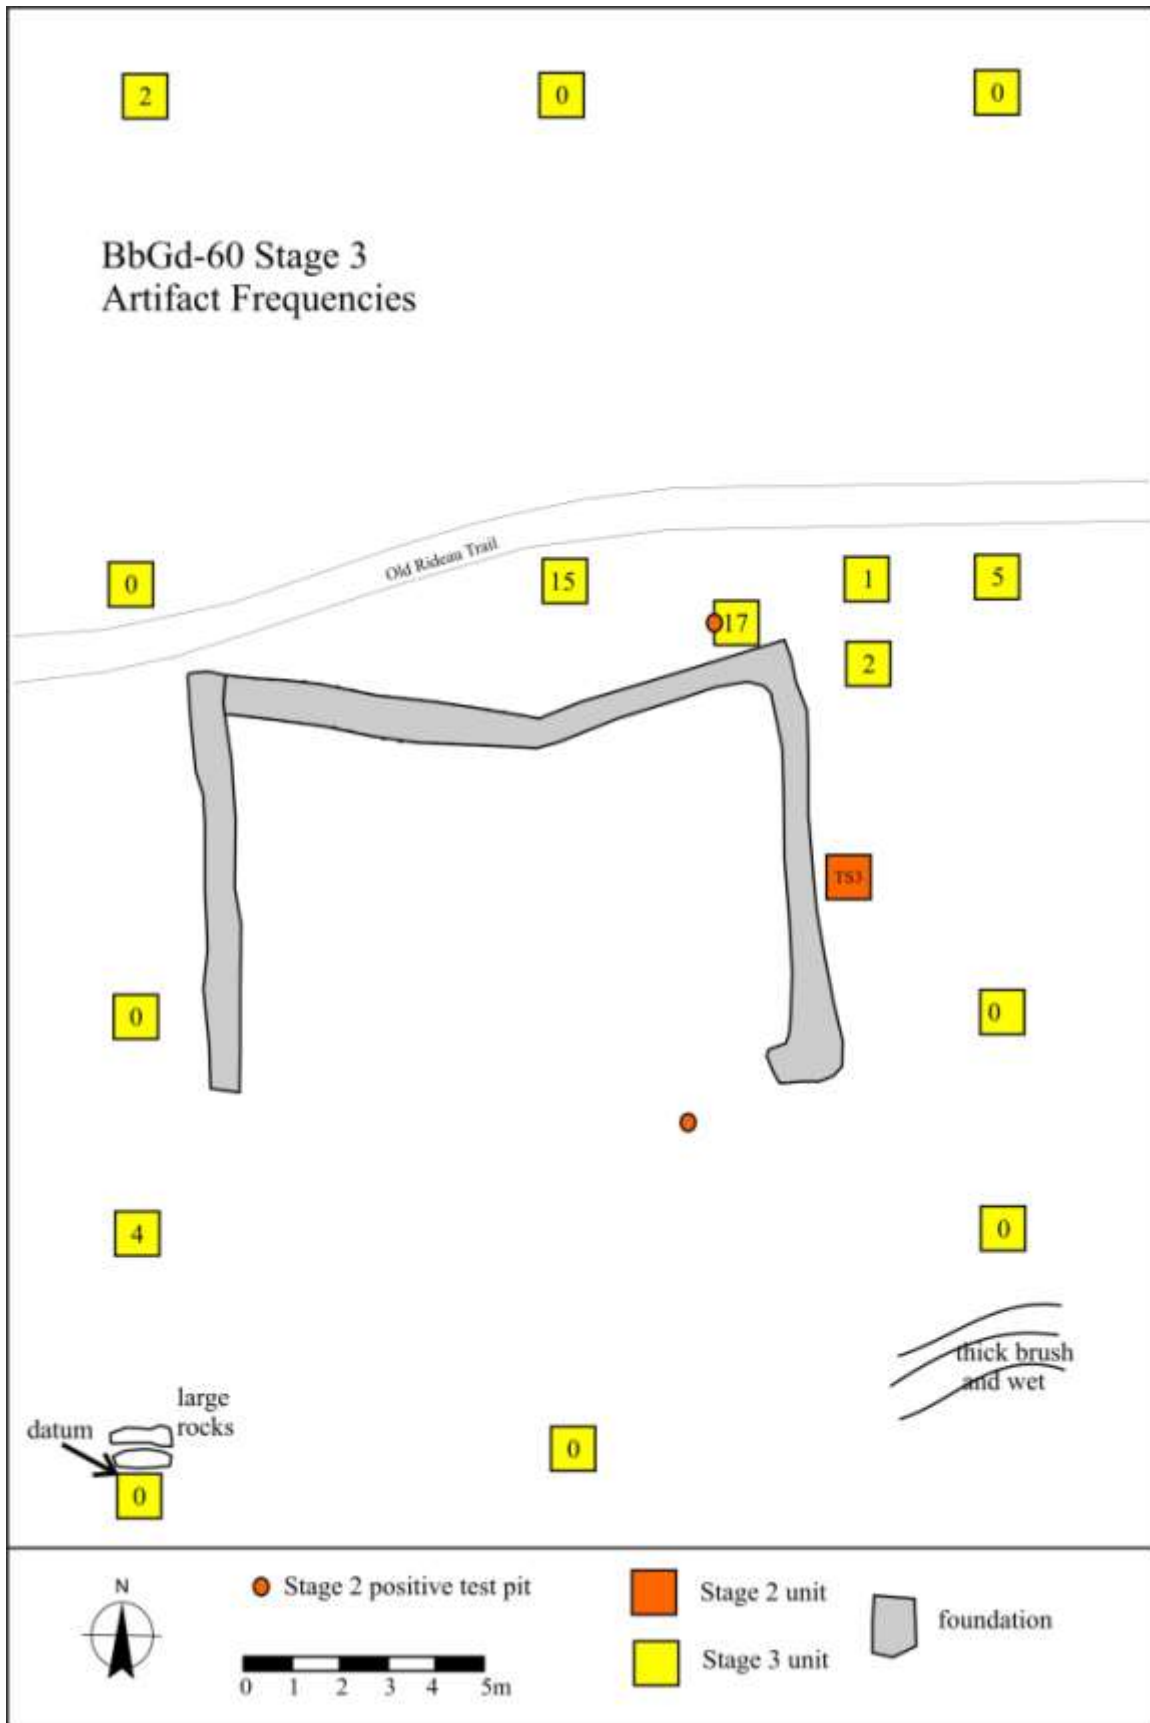 2
0
0
BbGd-60 Stage 3
Artifact Frequencies
Old Rideau Trail
0
15
1
5
17
2
TS3
0
0
4
0
thick brush
and wet
large
rocks
datum
0
0
N
Stage 2 positive test pit
0 1 2 3 4 5m
Stage 2 unit
Stage 3 unit
foundation